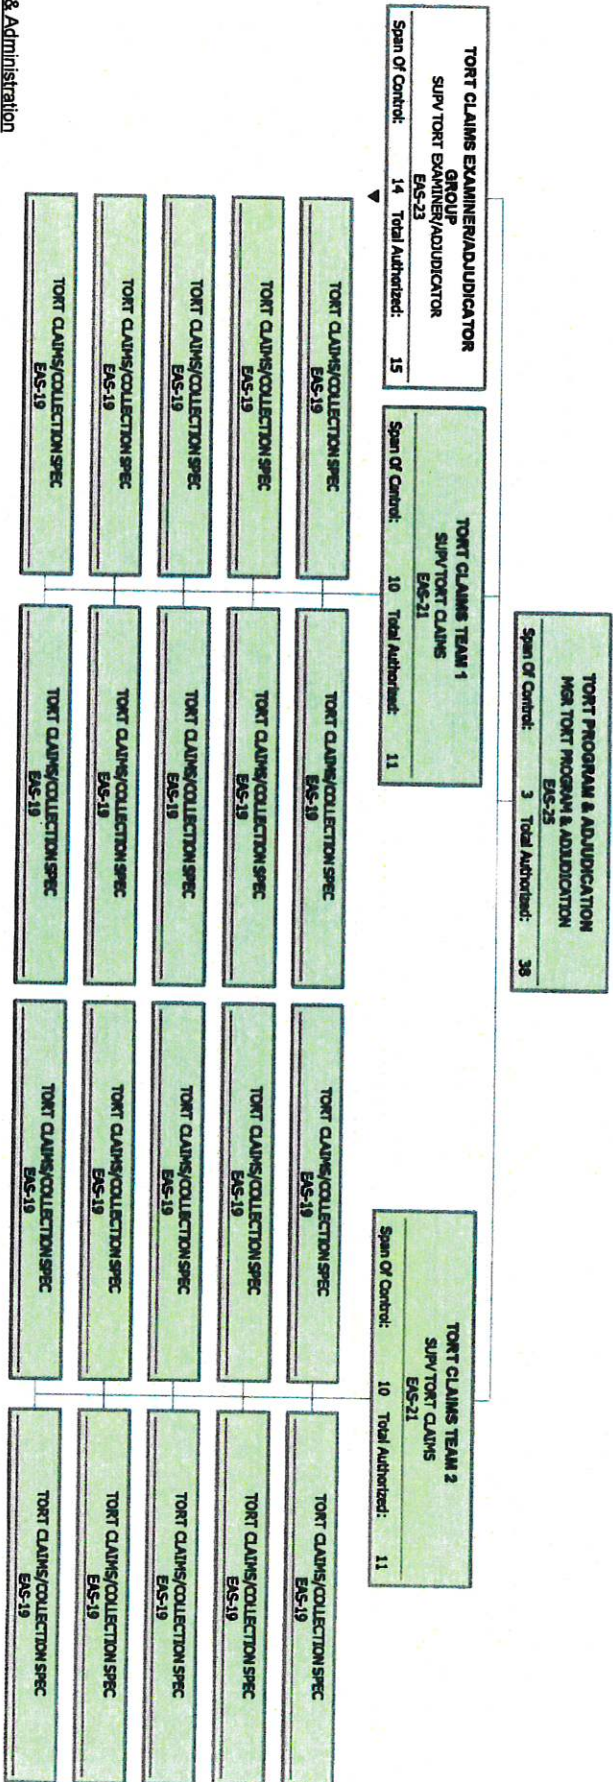 TORT PROGRAM & ADJUDICATION
MGR TORT PROGRAM & ADJUDICATION
EAS-25
Span Of Control: 3 Total Authorized: 38
TORT CLAIMS EXAMINER/ADJUDICATOR
GROUP
SUPV TORT EXAMINER/ADJUDICATOR
EAS-23
Span Of Control: 14 Total Authorized: 15
TORT CLAIMS TEAM 1
SUPV TORT CLAIMS
EAS-21
Span Of Control: 10 Total Authorized: 11
TORT CLAIMS TEAM 2
SUPV TORT CLAIMS
EAS-21
Span Of Control: 10 Total Authorized: 11
TORT CLAIMS/COLLECTION SPEC
EAS-19
TORT CLAIMS/COLLECTION SPEC
EAS-19
TORT CLAIMS/COLLECTION SPEC
EAS-19
TORT CLAIMS/COLLECTION SPEC
EAS-19
TORT CLAIMS/COLLECTION SPEC
EAS-19
TORT CLAIMS/COLLECTION SPEC
EAS-19
TORT CLAIMS/COLLECTION SPEC
EAS-19
TORT CLAIMS/COLLECTION SPEC
EAS-19
TORT CLAIMS/COLLECTION SPEC
EAS-19
TORT CLAIMS/COLLECTION SPEC
EAS-19
TORT CLAIMS/COLLECTION SPEC
EAS-19
TORT CLAIMS/COLLECTION SPEC
EAS-19
TORT CLAIMS/COLLECTION SPEC
EAS-19
TORT CLAIMS/COLLECTION SPEC
EAS-19
TORT CLAIMS/COLLECTION SPEC
EAS-19
TORT CLAIMS/COLLECTION SPEC
EAS-19
TORT CLAIMS/COLLECTION SPEC
EAS-19
TORT CLAIMS/COLLECTION SPEC
EAS-19
TORT CLAIMS/COLLECTION SPEC
EAS-19
TORT CLAIMS/COLLECTION SPEC
EAS-19
& Administration